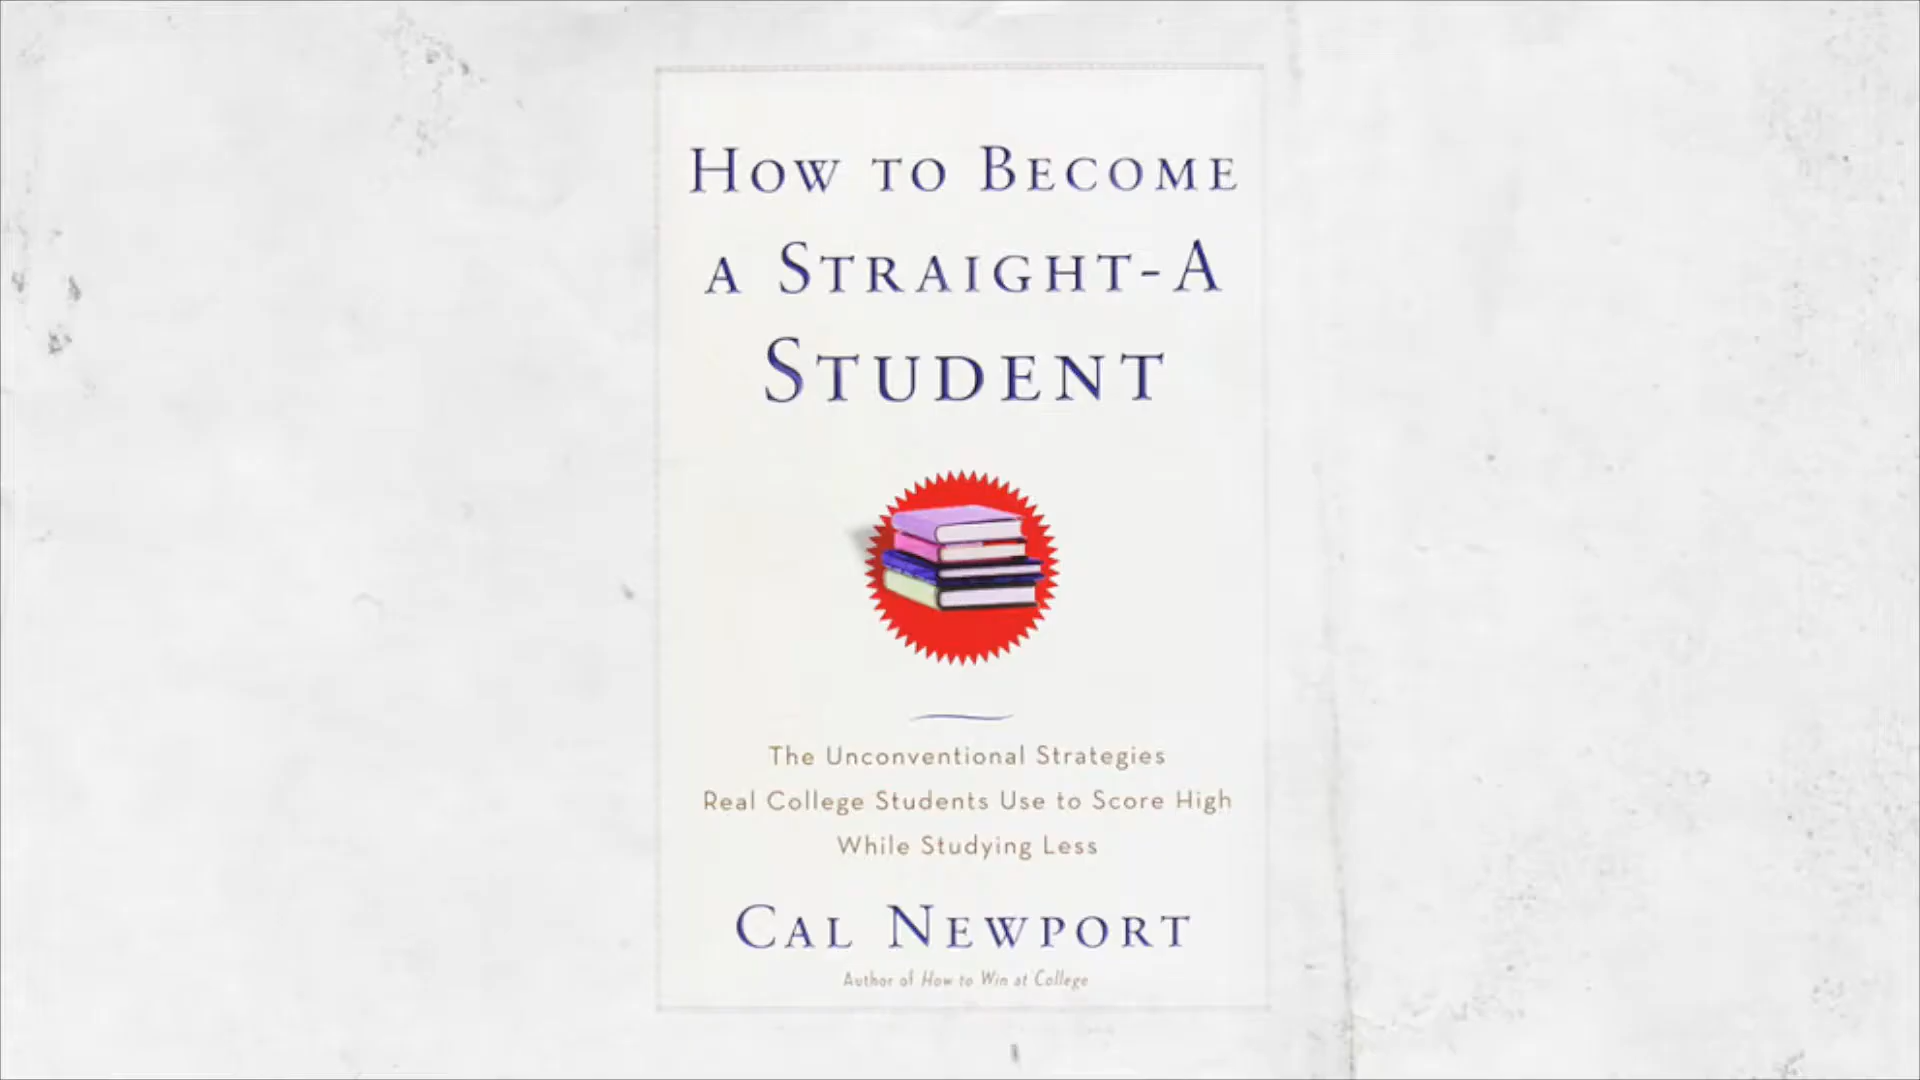 How to Become
a Straight-A
Student
The Unconventional Strategies
Real College Students Use to Score High
While Studying Less
Cal Newport
Author of How to Win at College